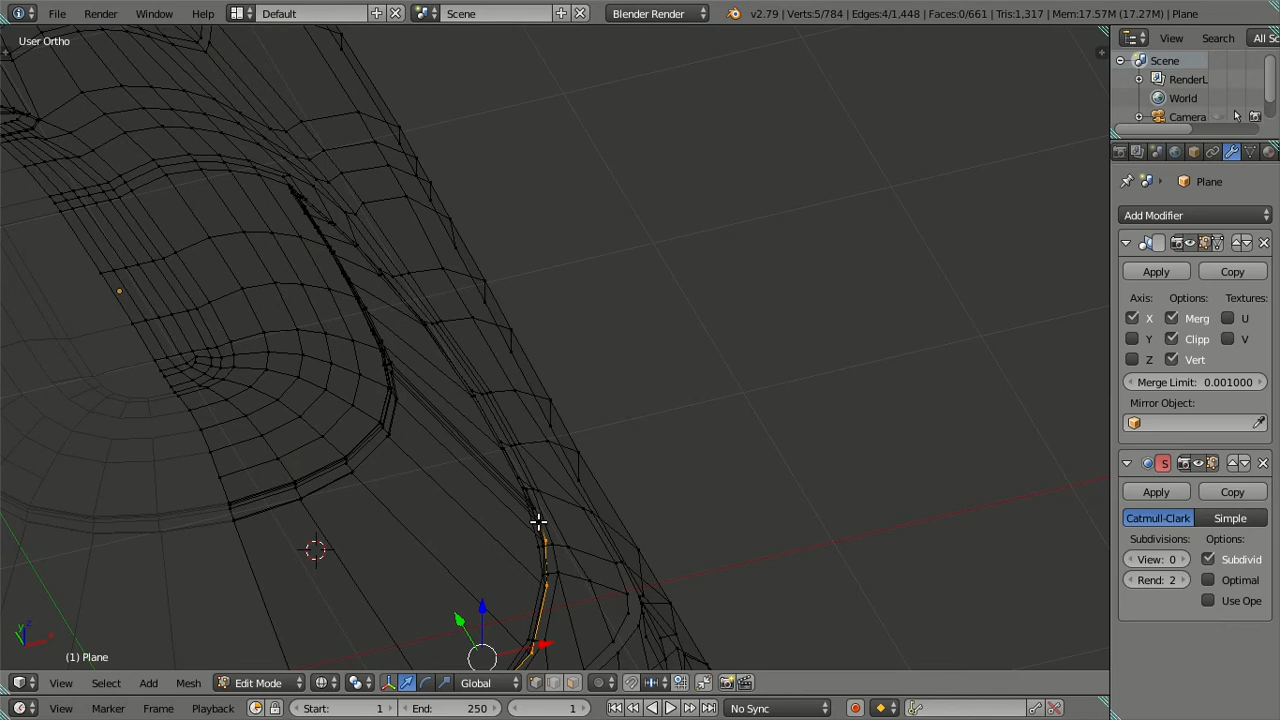 File Render Window Help Default Scene Blender Render v2.79 | Verts:5/784 | Edges:4/1,448 | Faces:0/661 | Tris:1,317 | Mem:17.57M (17.27M) | Plane
User Ortho
View Search All Sc
Scene
RenderL
World
Camera
Plane
Add Modifier
Apply Copy
Axis: Options: Textures:
X Merg U
Y Clipp V
Z Vert
Merge Limit: 0.001000
Mirror Object:
S
Apply Copy
Catmull-Clark Simple
Subdivisions: Options:
View: 0 Subdivid
Rend: 2 Optimal
Use Ope
y z x
(1) Plane
View Select Add Mesh Edit Mode Global
View Marker Frame Playback Start: 1 End: 250 1 No Sync